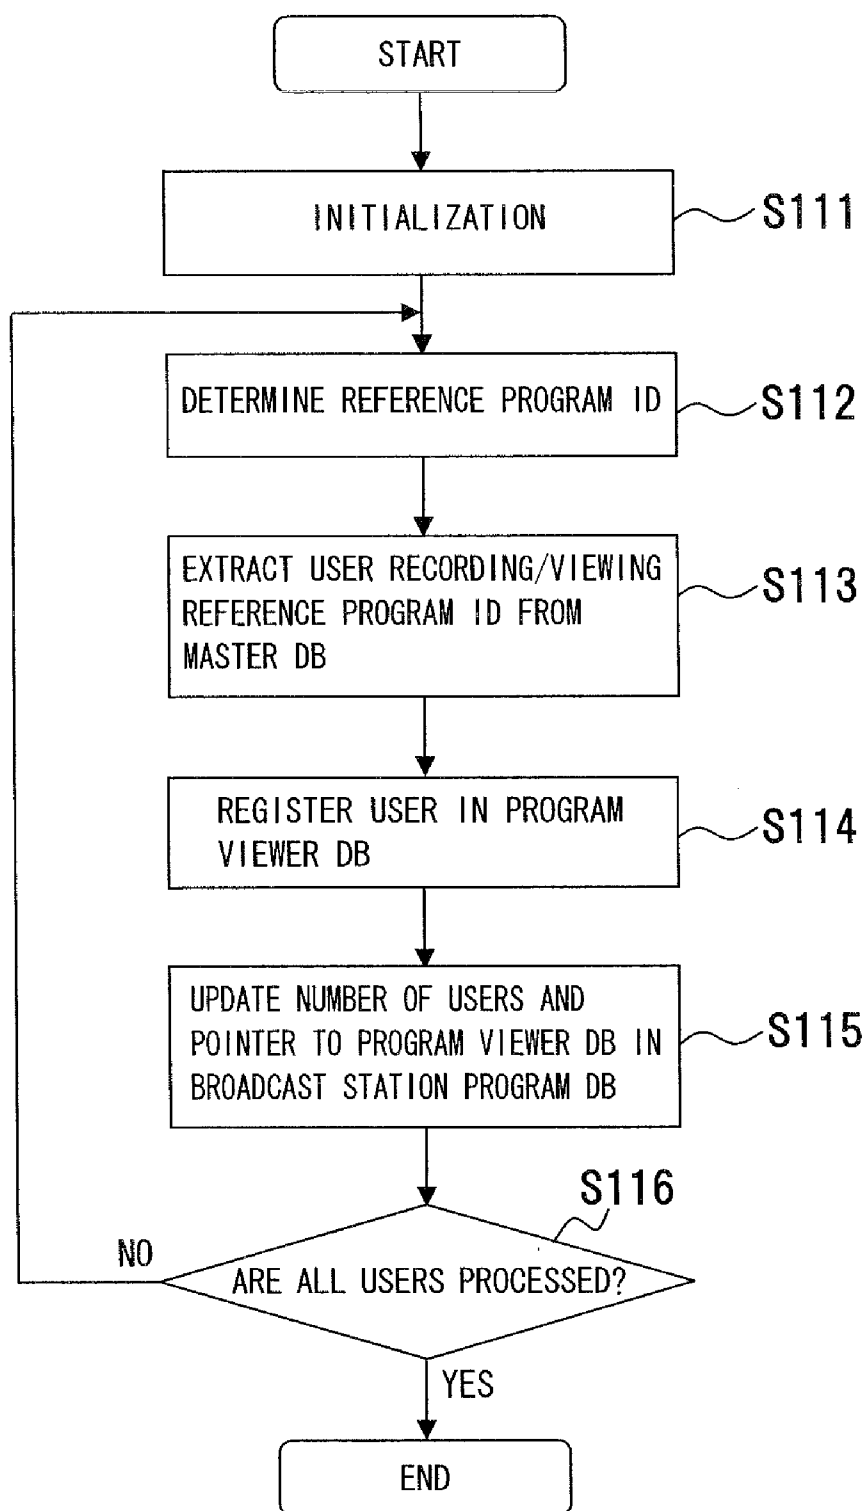 START
INITIALIZATION
S111
DETERMINE REFERENCE PROGRAM ID
S112
EXTRACT USER RECORDING/VIEWING
REFERENCE PROGRAM ID FROM
MASTER DB
S113
REGISTER USER IN PROGRAM
VIEWER DB
S114
UPDATE NUMBER OF USERS AND
POINTER TO PROGRAM VIEWER DB IN
BROADCAST STATION PROGRAM DB
S115
S116
NO
ARE ALL USERS PROCESSED?
YES
END